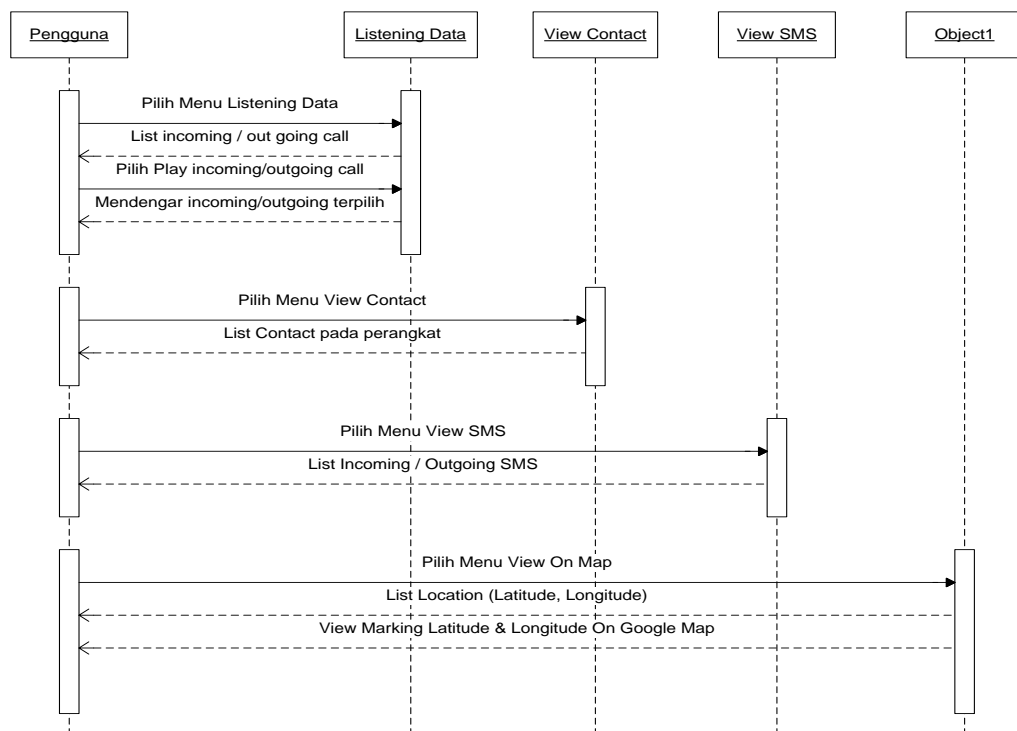 Pengguna
Listening Data
View Contact
View SMS
Object1
Pilih Menu Listening Data
List incoming / out going call
Pilih Play incoming/outgoing call
Mendengar incoming/outgoing terpilih
Pilih Menu View Contact
List Contact pada perangkat
Pilih Menu View SMS
List Incoming / Outgoing SMS
Pilih Menu View On Map
List Location (Latitude, Longitude)
View Marking Latitude & Longitude On Google Map